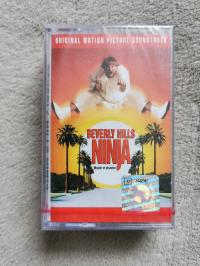 ORIGINAL MOTION PICTURE SOUNDTRACK
BEVERLY HILLS
NINJA